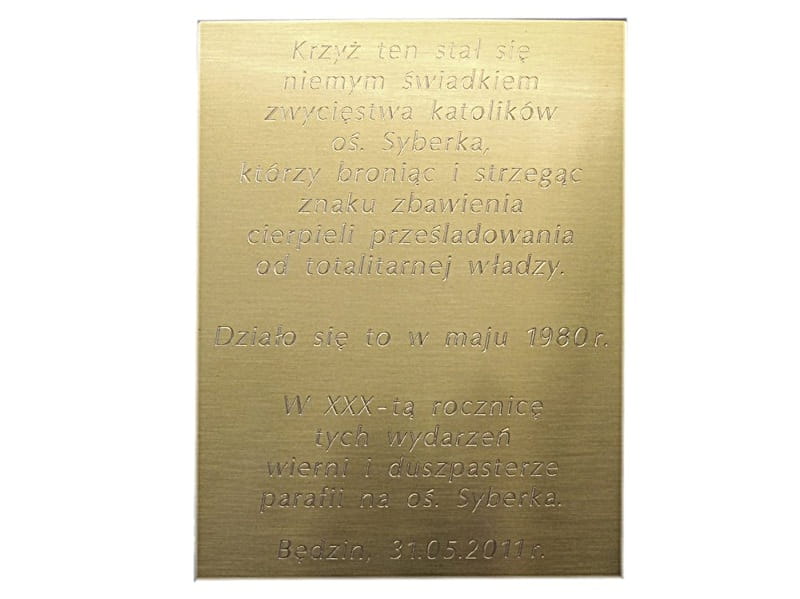 Krzyż ten stał się
niemym świadkiem
zwycięstwa katolików
oś. Syberka,
którzy broniąc i strzegąc
znaku zbawienia
cierpieli prześladowania
od totalitarnej władzy.
Działo się to w maju 1980 r.
W XXX-tą rocznicę
tych wydarzeń
wierni i duszpasterze
parafii na oś. Syberka.
Będzin, 31.05.2011 r.